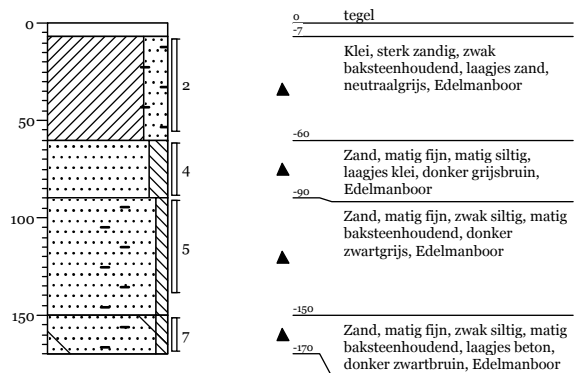 0
50
100
150
2
4
5
7
0 tegel
-7
Klei, sterk zandig, zwak
baksteenhoudend, laagjes zand,
neutraalgrijs, Edelmanboor
-60
Zand, matig fijn, matig siltig,
laagjes klei, donker grijsbruin,
Edelmanboor
-90
Zand, matig fijn, zwak siltig, matig
baksteenhoudend, donker
zwartgrijs, Edelmanboor
-150
Zand, matig fijn, zwak siltig, matig
baksteenhoudend, laagjes beton,
donker zwartbruin, Edelmanboor
-170